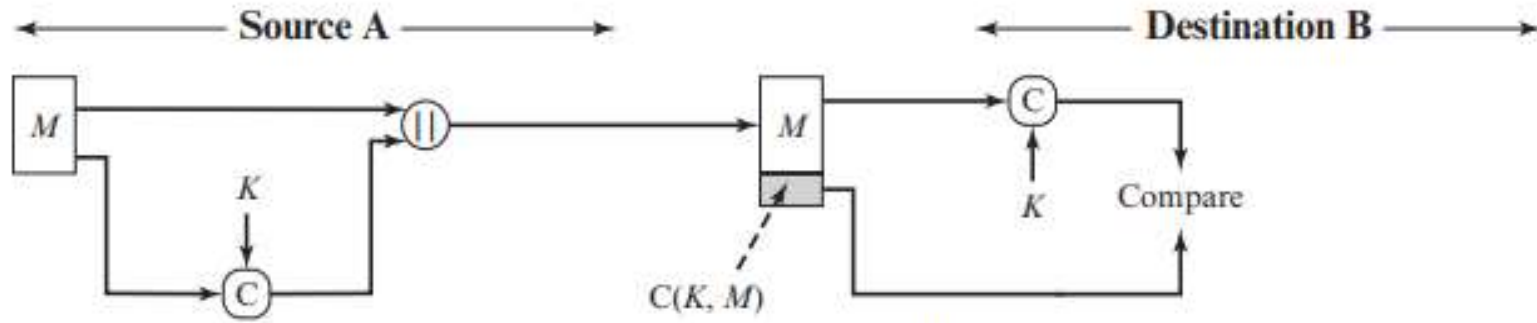 Source A
Destination B
M
||
K
C
C(K, M)
M
C
K
Compare